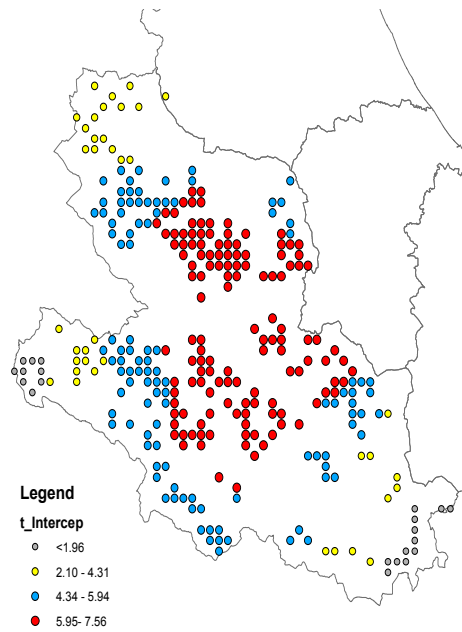 Legend
t_Intercep
<1.96
2.10 - 4.31
4.34 - 5.94
5.95- 7.56